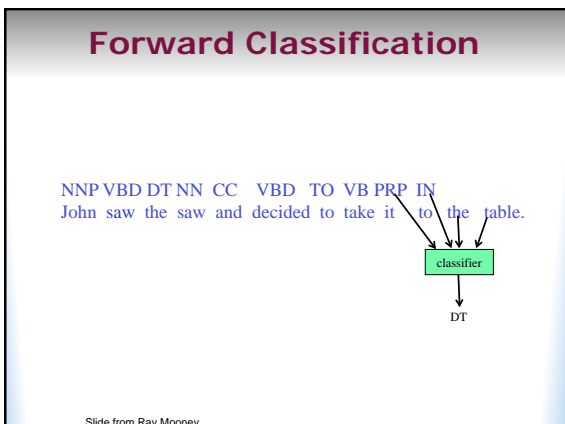 Forward Classification
NNP VBD DT NN CC VBD TO VB PRP IN
John saw the saw and decided to take it to the table.
classifier
DT
Slide from Ray Mooney